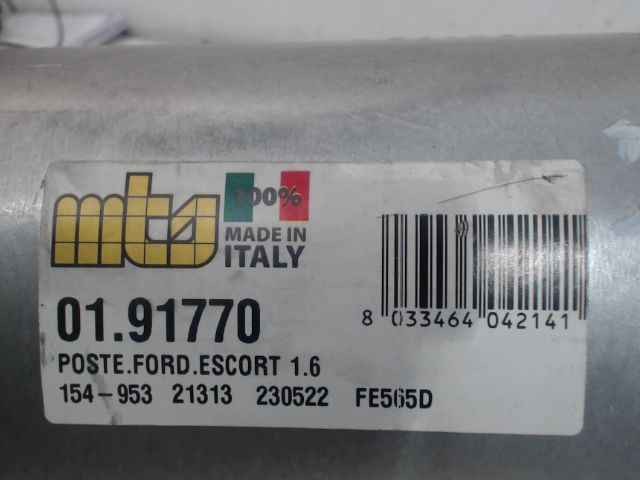 mts
100%
MADE IN
ITALY
01.91770
8 033464 042141
POSTE.FORD.ESCORT 1.6
154-953 21313 230522 FE565D